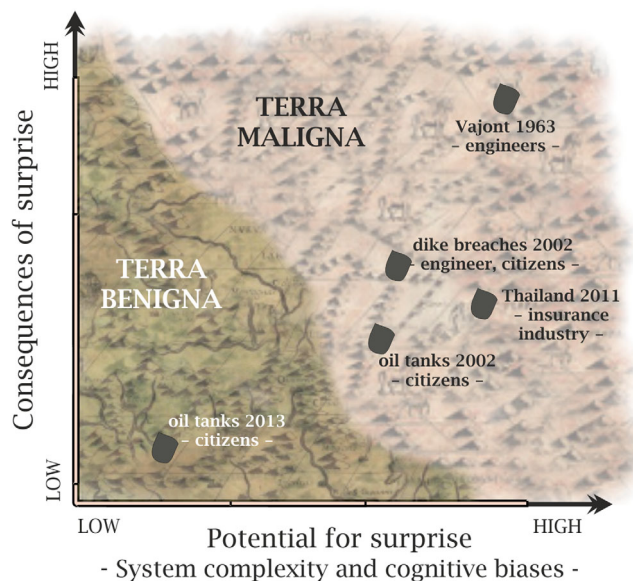 HIGH
Consequences of surprise
LOW
TERRA
MALIGNA
Vajont 1963
– engineers –
TERRA
BENIGNA
dike breaches 2002
– engineer, citizens –
Thailand 2011
– insurance
industry –
oil tanks 2002
– citizens –
oil tanks 2013
– citizens –
LOW
HIGH
Potential for surprise
- System complexity and cognitive biases -